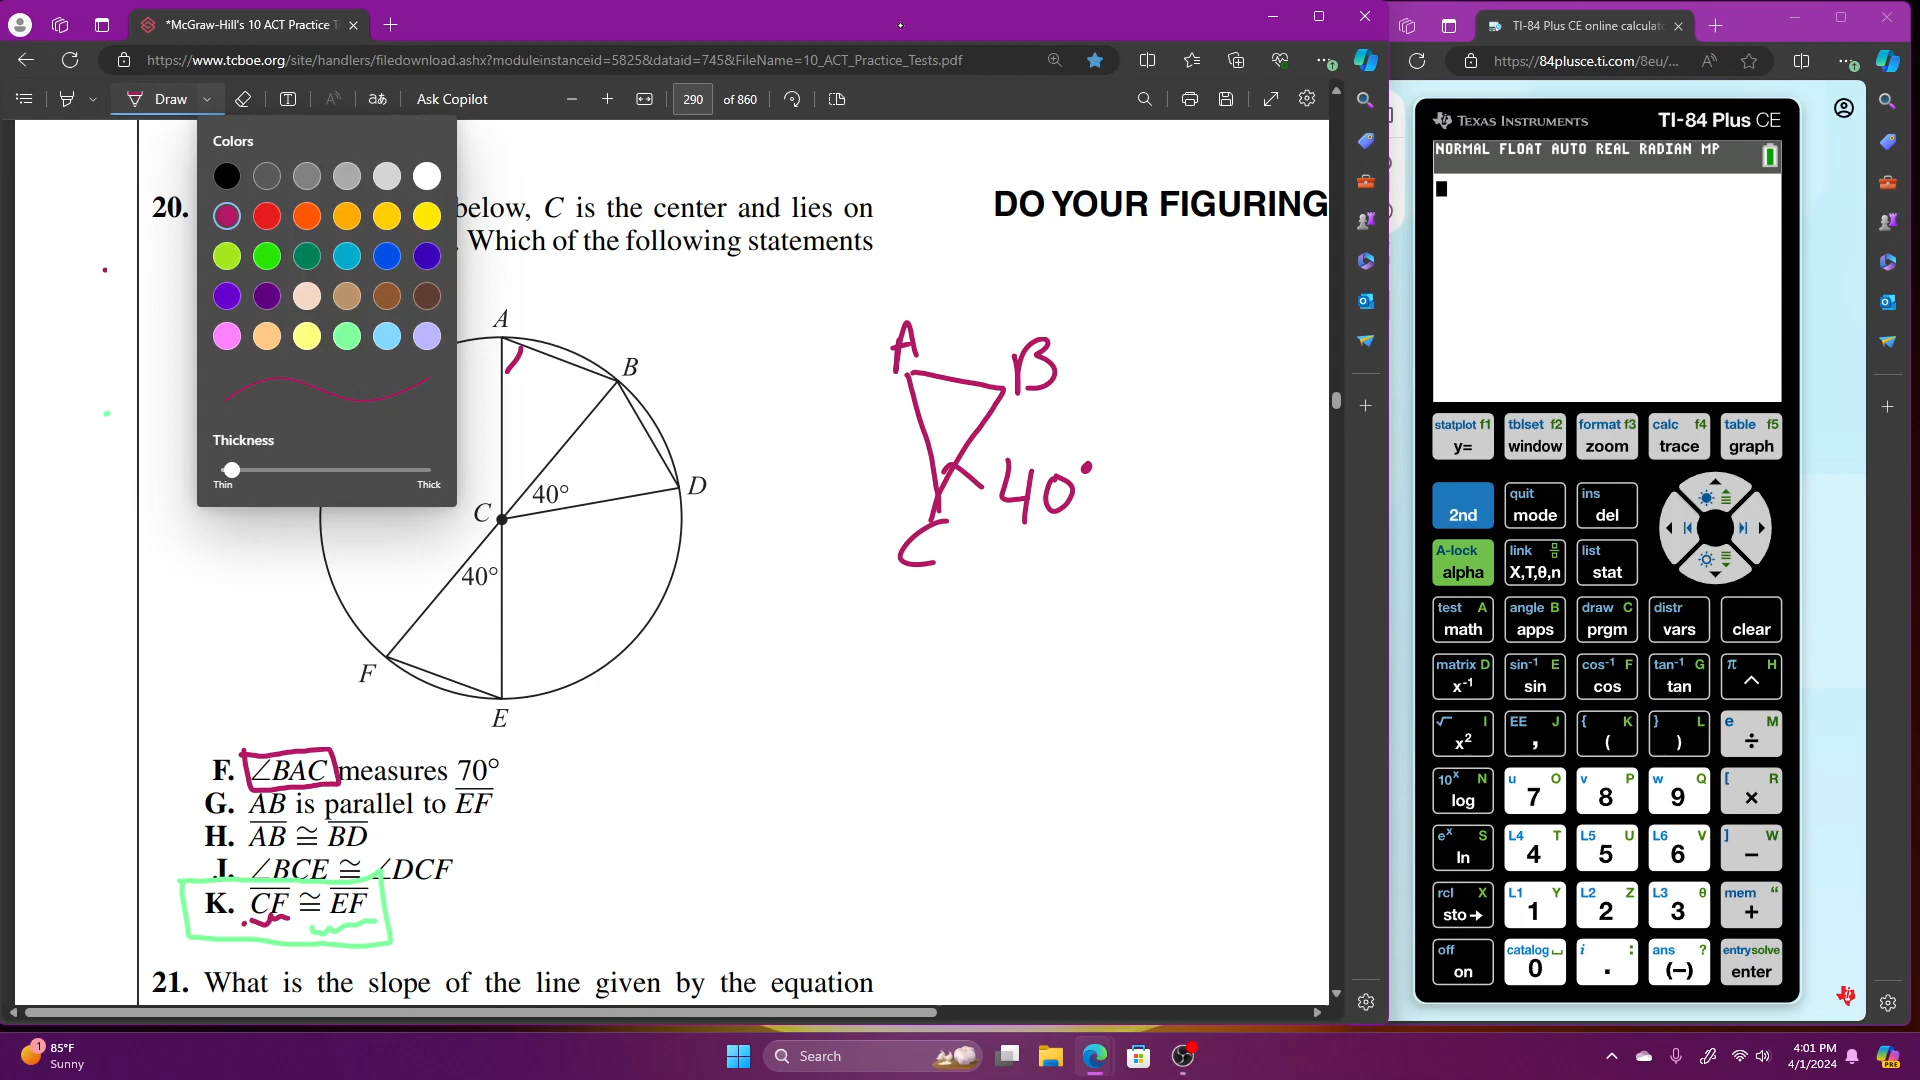 *McGraw-Hill's 10 ACT Practice T
https://www.tcboe.org/site/handlers/filedownload.ashx?moduleinstanceid=5825&dataid=745&FileName=10_ACT_Practice_Tests.pdf
Draw
Ask Copilot
290 of 860
Colors
Thickness
Thin Thick
20. below, C is the center and lies on
. Which of the following statements
DO YOUR FIGURING
A
B
D
C
40°
40°
F
E
A
B
40°
C
F. ∠BAC measures 70°
G. AB is parallel to EF
H. AB ≅ BD
J. ∠BCE ≅ ∠DCF
K. CF ≅ EF
21. What is the slope of the line given by the equation
TI-84 Plus CE online calculat
https://84plusce.ti.com/8eu/...
TEXAS INSTRUMENTS TI-84 Plus CE
NORMAL FLOAT AUTO REAL RADIAN MP
statplot f1 tblset f2 format f3 calc f4 table f5
y= window zoom trace graph
quit ins
2nd mode del
A-lock link list
alpha X,T,θ,n stat
test A angle B draw C distr
math apps prgm vars clear
matrix D sin⁻¹ E cos⁻¹ F tan⁻¹ G π H
x⁻¹ sin cos tan ^
√ I EE J { K } L e M
x² , ( ) ÷
10ˣ N u O v P w Q [ R
log 7 8 9 ×
eˣ S L4 T L5 U L6 V ] W
ln 4 5 6 −
rcl X L1 Y L2 Z L3 θ mem “
sto→ 1 2 3 +
off catalog i : ans ? entry solve
on 0 . (−) enter
85°F
Sunny
1
Search
4:01 PM
4/1/2024
PRE